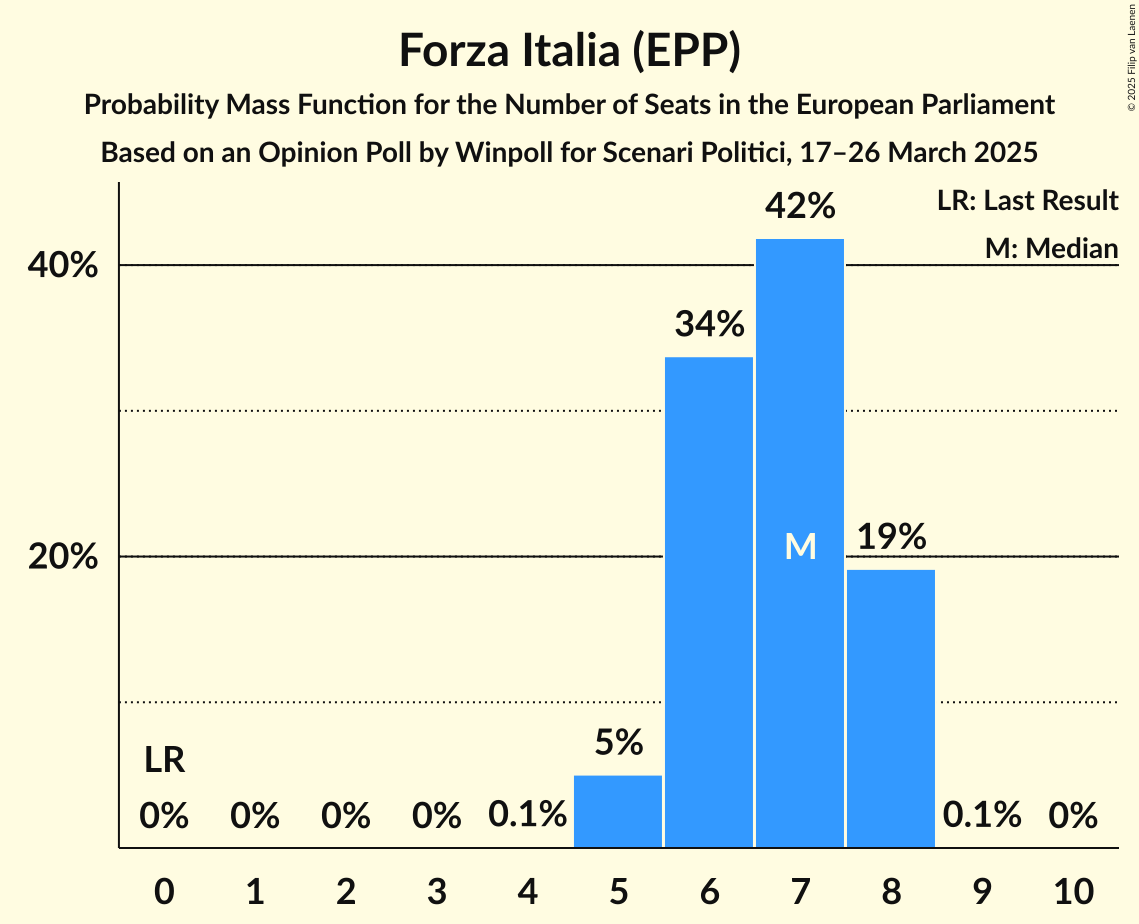 Forza Italia (EPP)
Probability Mass Function for the Number of Seats in the European Parliament
Based on an Opinion Poll by Winpoll for Scenari Politici, 17–26 March 2025
© 2025 Filip van Laenen
LR: Last Result
M: Median
42%
40%
34%
M
19%
20%
5%
LR
0% 0% 0% 0% 0.1% 0.1% 0%
0 1 2 3 4 5 6 7 8 9 10